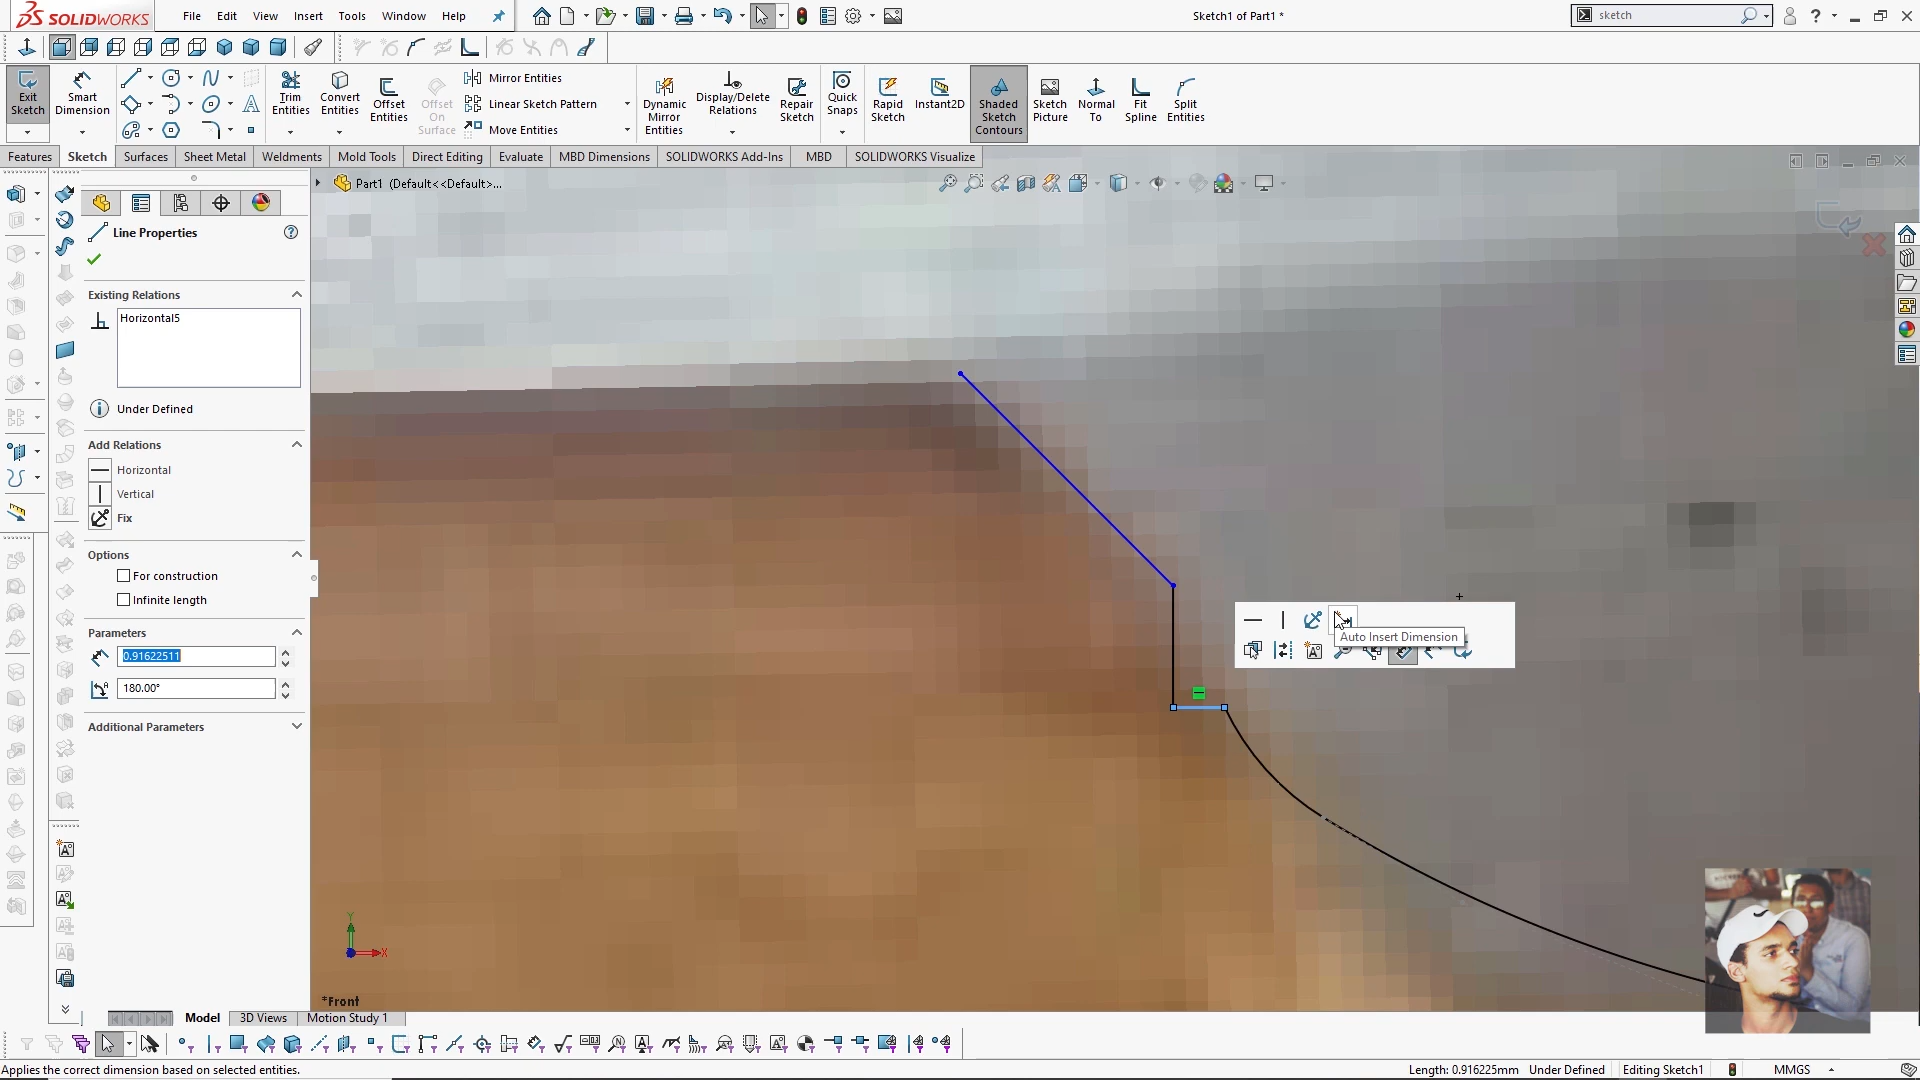 SOLIDWORKS
File Edit View Insert Tools Window Help
Sketch1 of Part1 *
sketch
Exit Sketch
Smart Dimension
Trim Entities
Convert Entities
Offset Entities
Offset On Surface
Mirror Entities
Linear Sketch Pattern
Move Entities
Dynamic Mirror Entities
Display/Delete Relations
Repair Sketch
Quick Snaps
Rapid Sketch
Instant2D
Shaded Sketch Contours
Sketch Picture
Normal To
Fit Spline
Split Entities
Features Sketch Surfaces Sheet Metal Weldments Mold Tools Direct Editing Evaluate MBD Dimensions SOLIDWORKS Add-Ins MBD SOLIDWORKS Visualize
Part1 (Default<<Default>...
Line Properties
Existing Relations
Horizontal5
Under Defined
Add Relations
Horizontal
Vertical
Fix
Options
For construction
Infinite length
Parameters
0.91622511
180.00°
Additional Parameters
Auto Insert Dimension
Y
X
*Front
Model 3D Views Motion Study 1
Applies the correct dimension based on selected entities.
Length: 0.916225mm Under Defined Editing Sketch1 MMGS